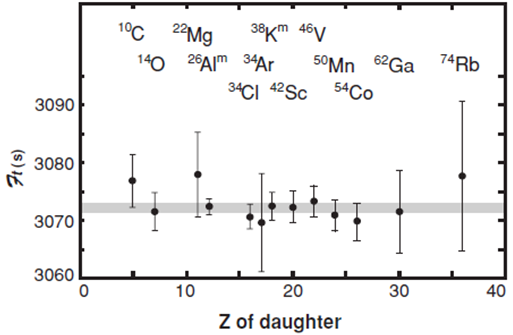 ¹⁰C ²²Mg ³⁸Kᵐ ⁴⁶V
¹⁴O ²⁶Alᵐ ³⁴Ar ⁵⁰Mn ⁶²Ga ⁷⁴Rb
³⁴Cl ⁴²Sc ⁵⁴Co
3090
3080
3070
3060
ℱt(s)
0 10 20 30 40
Z of daughter